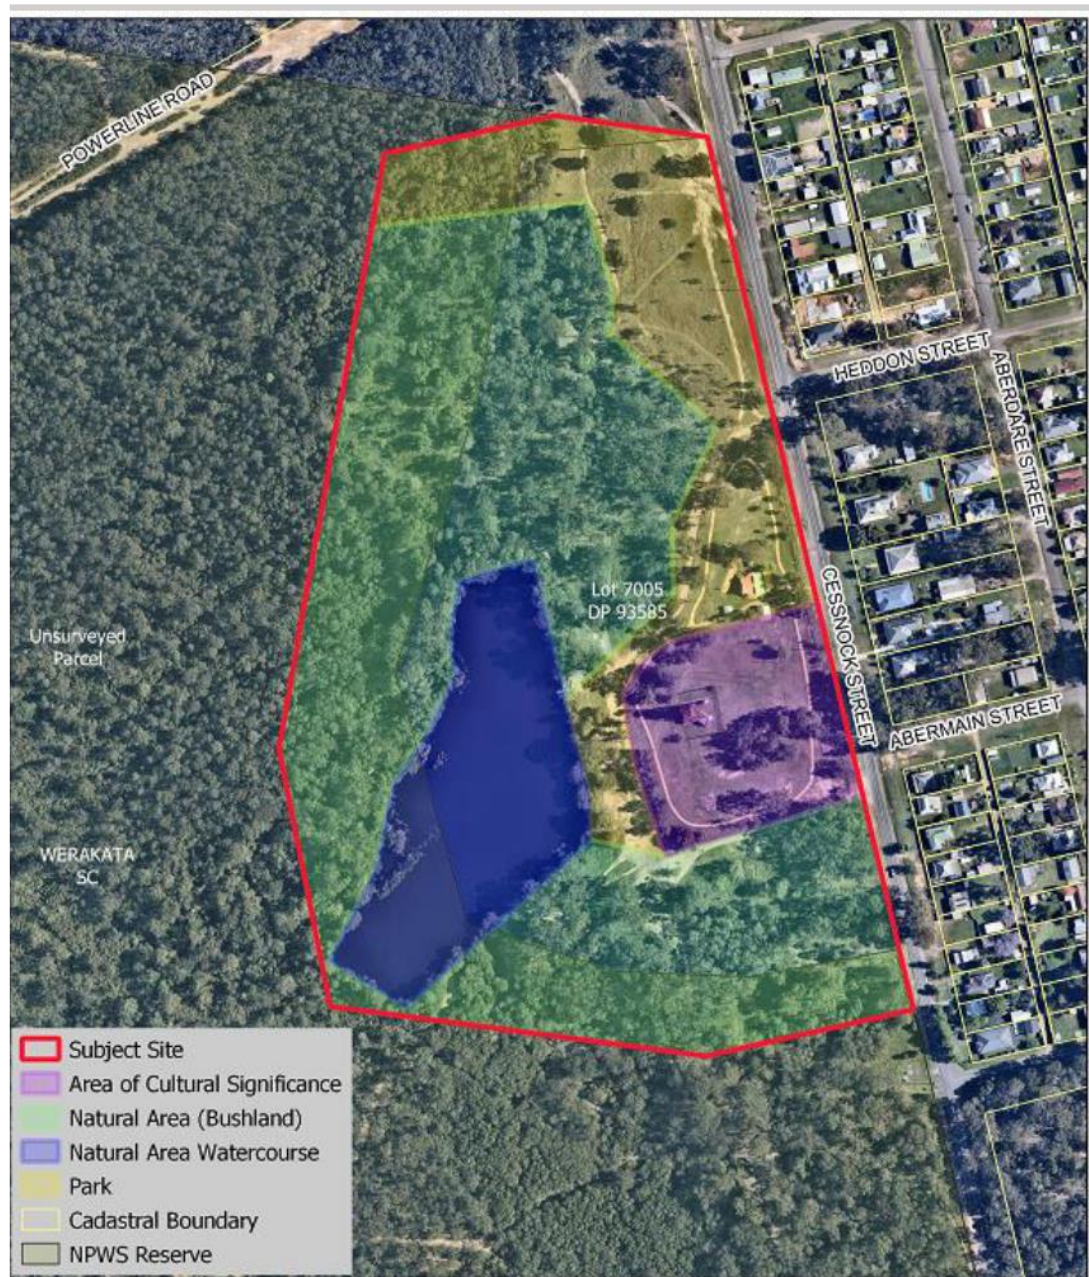 POWERLINE ROAD
HEDDON STREET
ABERDARE STREET
Lot 7005
DP 93585
CESSNOCK STREET
Unsurveyed
Parcel
ABERMAIN STREET
WERAKATA
SC
Subject Site
Area of Cultural Significance
Natural Area (Bushland)
Natural Area Watercourse
Park
Cadastral Boundary
NPWS Reserve